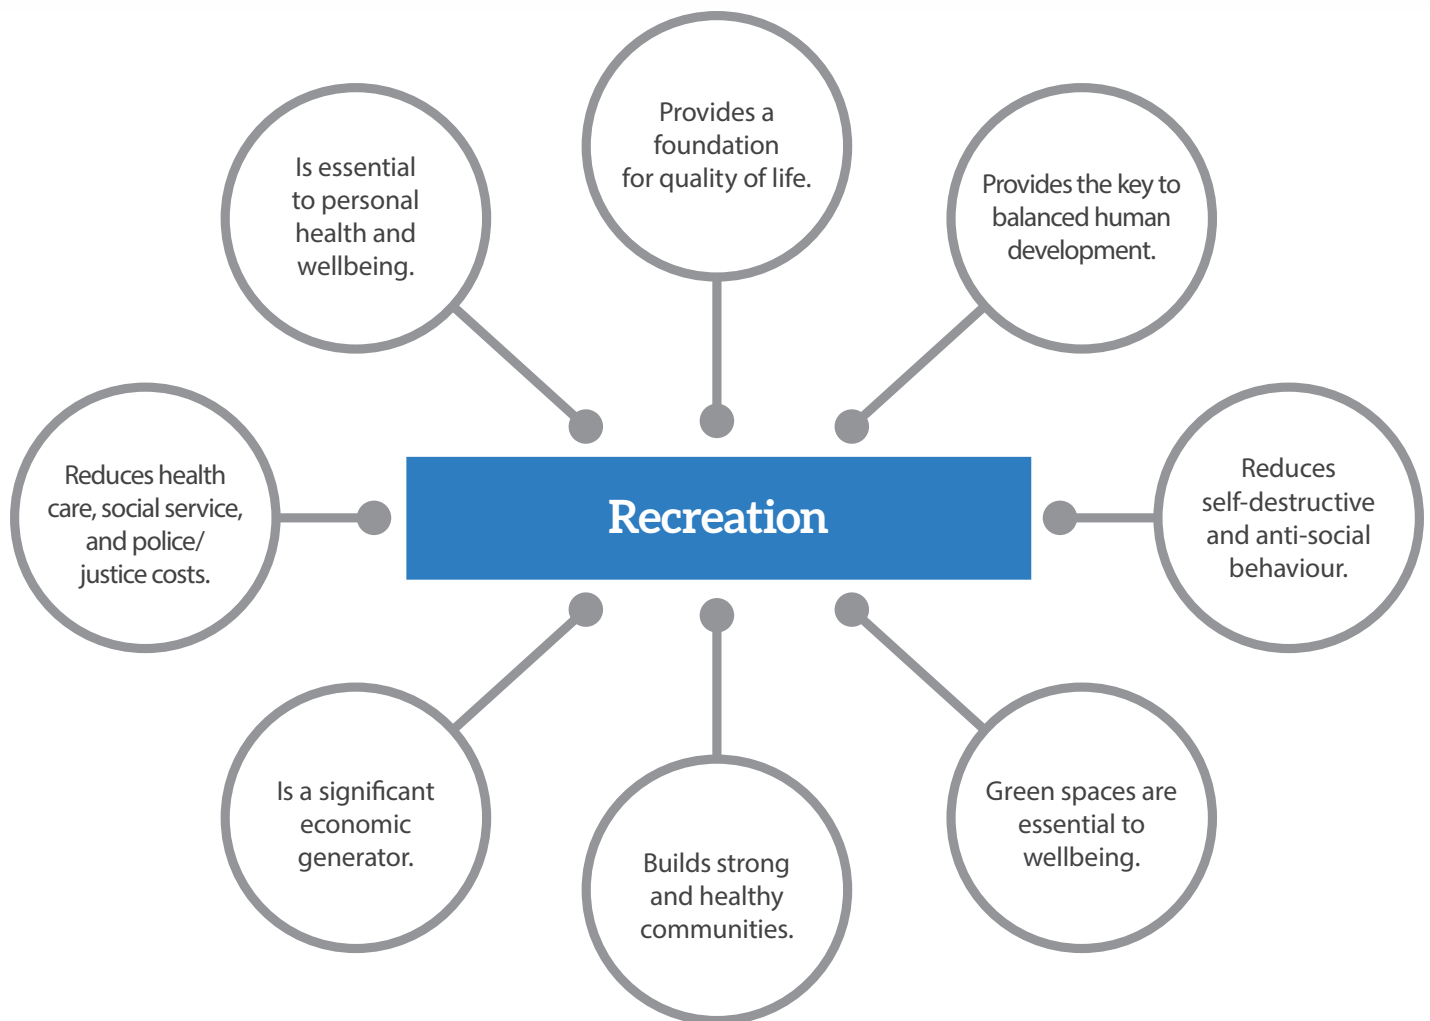 Provides a
foundation
for quality of life.
Is essential
to personal
health and
wellbeing.
Provides the key to
balanced human
development.
Reduces health
care, social service,
and police/
justice costs.
Recreation
Reduces
self-destructive
and anti-social
behaviour.
Is a significant
economic
generator.
Builds strong
and healthy
communities.
Green spaces are
essential to
wellbeing.